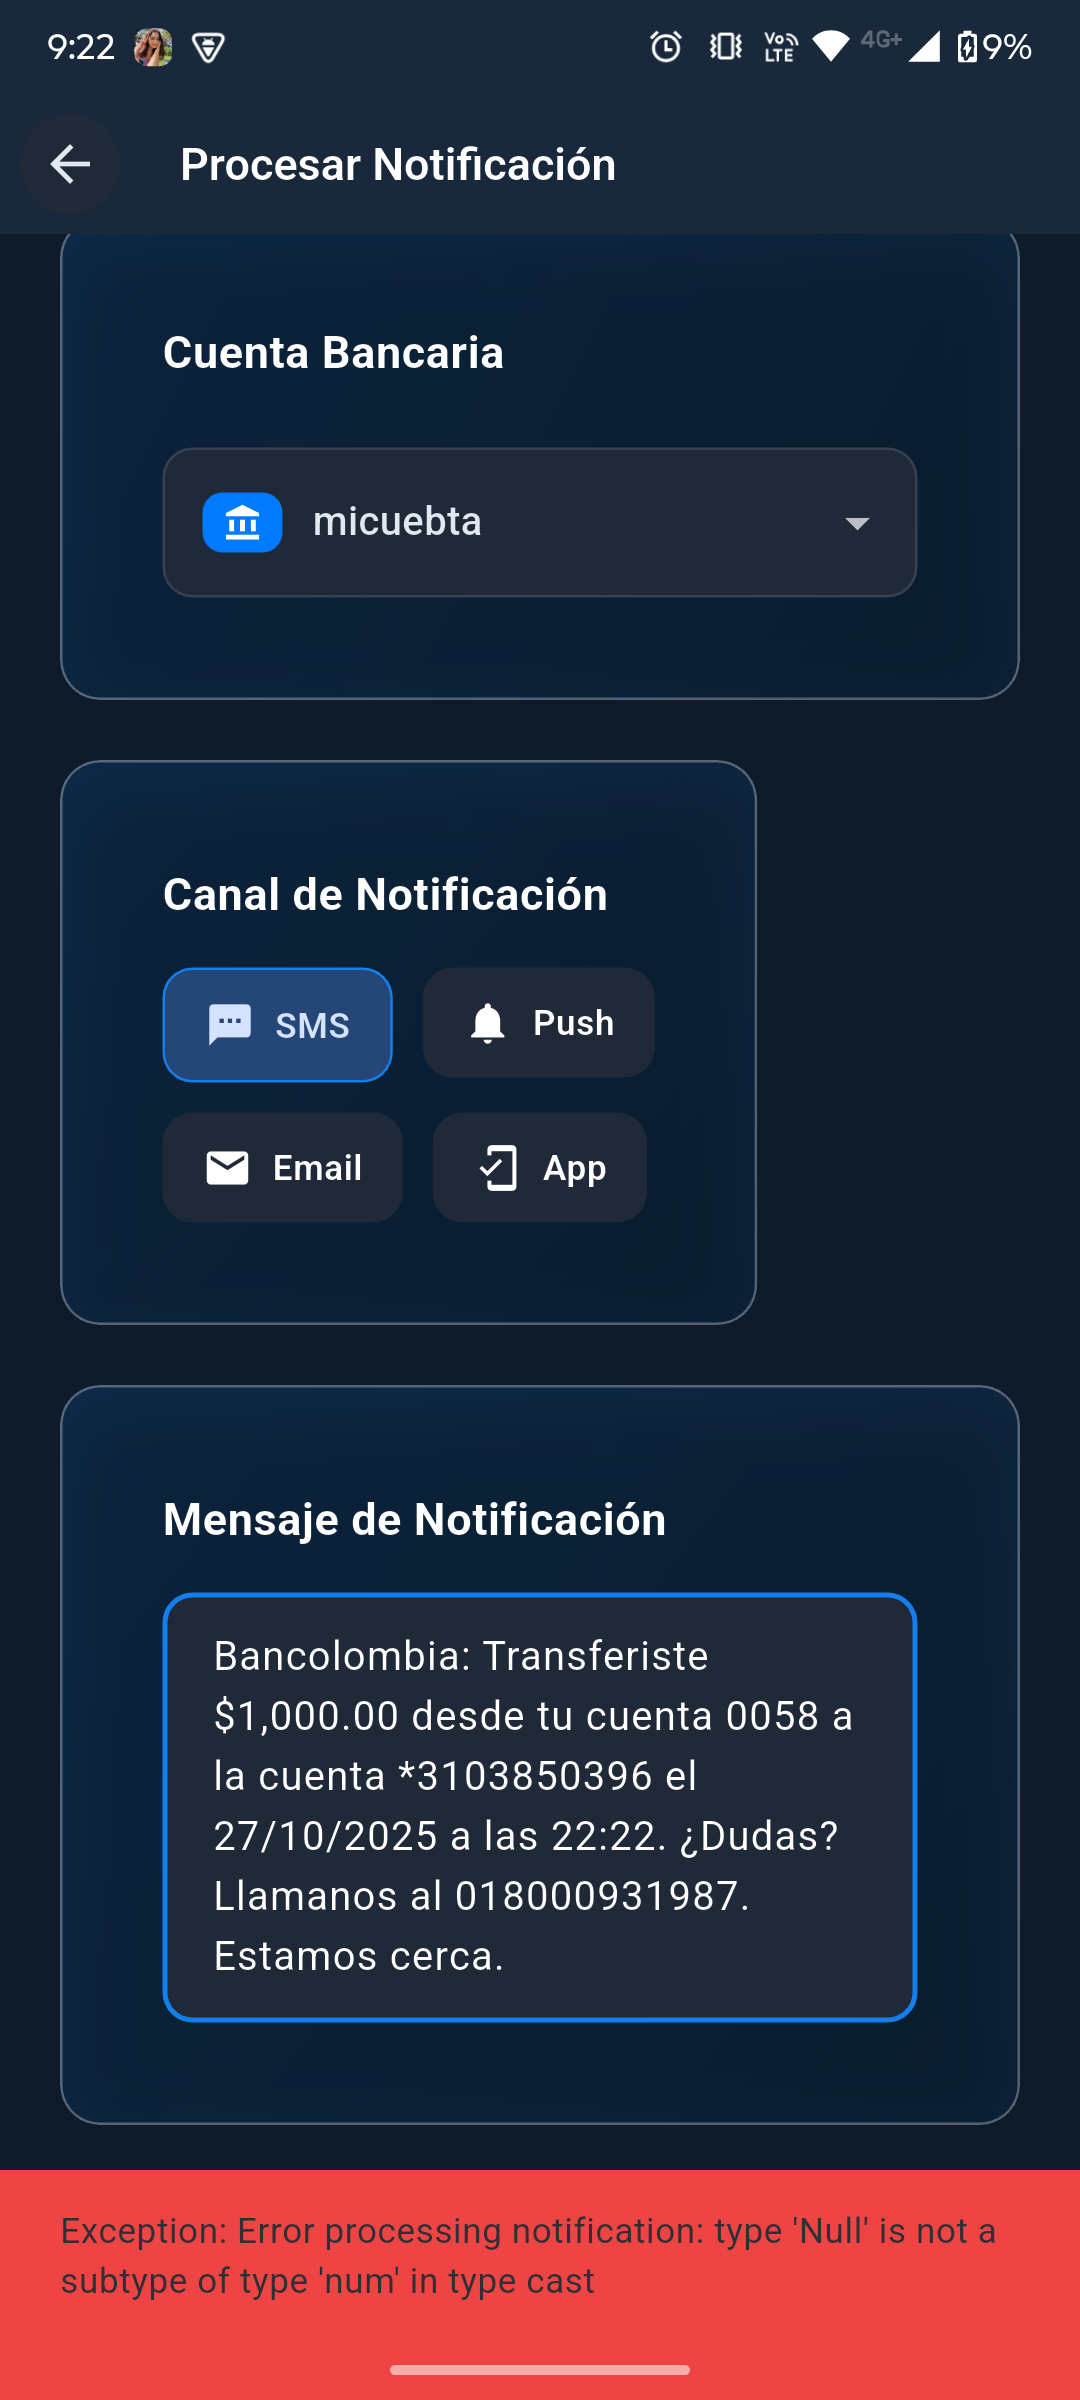 9:22
Vo LTE
4G+
9%
Procesar Notificación
Cuenta Bancaria
micuebta
Canal de Notificación
SMS
Push
Email
App
Mensaje de Notificación
Bancolombia: Transferiste
$1,000.00 desde tu cuenta 0058 a
la cuenta *3103850396 el
27/10/2025 a las 22:22. ¿Dudas?
Llamanos al 018000931987.
Estamos cerca.
Exception: Error processing notification: type 'Null' is not a
subtype of type 'num' in type cast